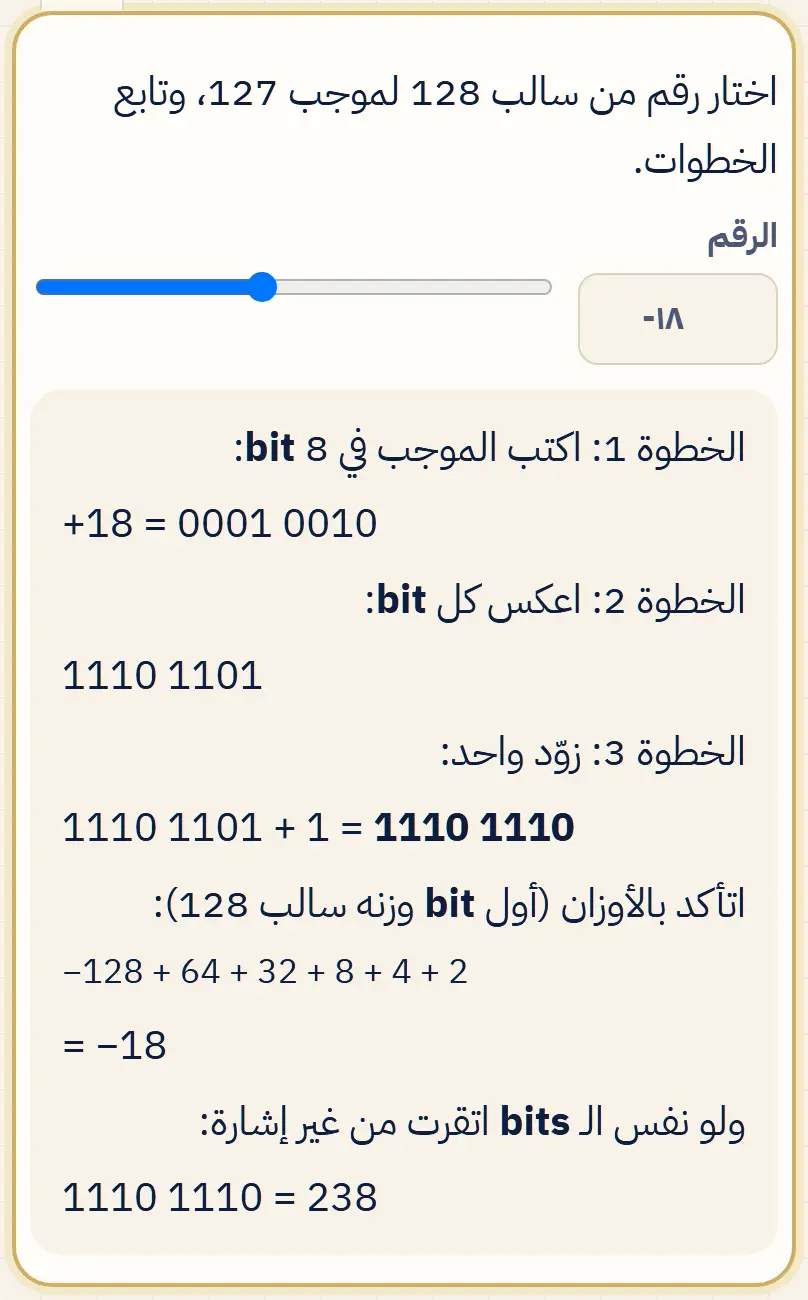 اختار رقم من سالب 128 لموجب 127، وتابع
الخطوات.
الرقم
-١٨
الخطوة 1: اكتب الموجب في 8 bit:
+18 = 0001 0010
الخطوة 2: اعكس كل bit:
1110 1101
الخطوة 3: زوّد واحد:
1110 1101 + 1 = 1110 1110
اتأكد بالأوزان (أول bit وزنه سالب 128):
−128 + 64 + 32 + 8 + 4 + 2
= −18
ولو نفس الـ bits اتقرت من غير إشارة:
1110 1110 = 238